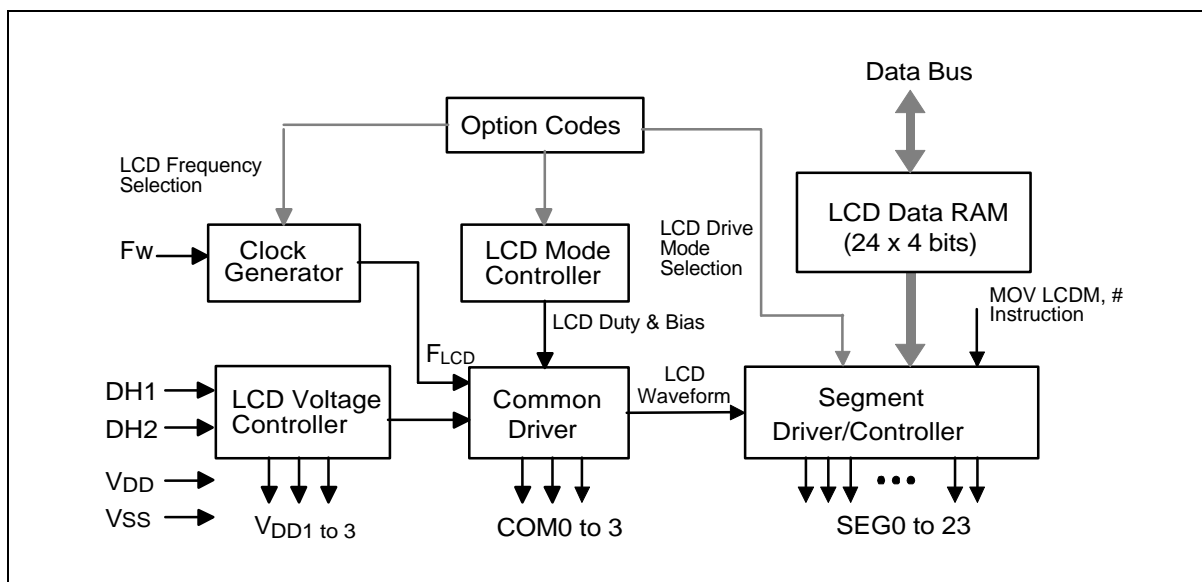 Data Bus
Option Codes
LCD Frequency
Selection
LCD Data RAM
(24 x 4 bits)
LCD Drive
Mode
Selection
Fw
Clock
Generator
LCD Mode
Controller
MOV LCDM, #
Instruction
LCD Duty & Bias
FLCD
DH1
DH2
LCD Voltage
Controller
Common
Driver
LCD
Waveform
Segment
Driver/Controller
VDD
VSS
VDD1 to 3
COM0 to 3
SEG0 to 23